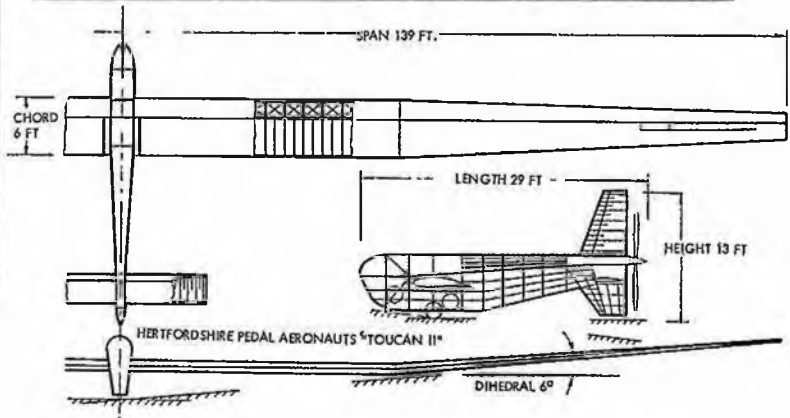 SPAN 139 FT.
CHORD
6 FT
LENGTH 29 FT
HEIGHT 13 FT
HERTFORDSHIRE PEDAL AERONAUTS "TOUCAN II"
DIHEDRAL 6º